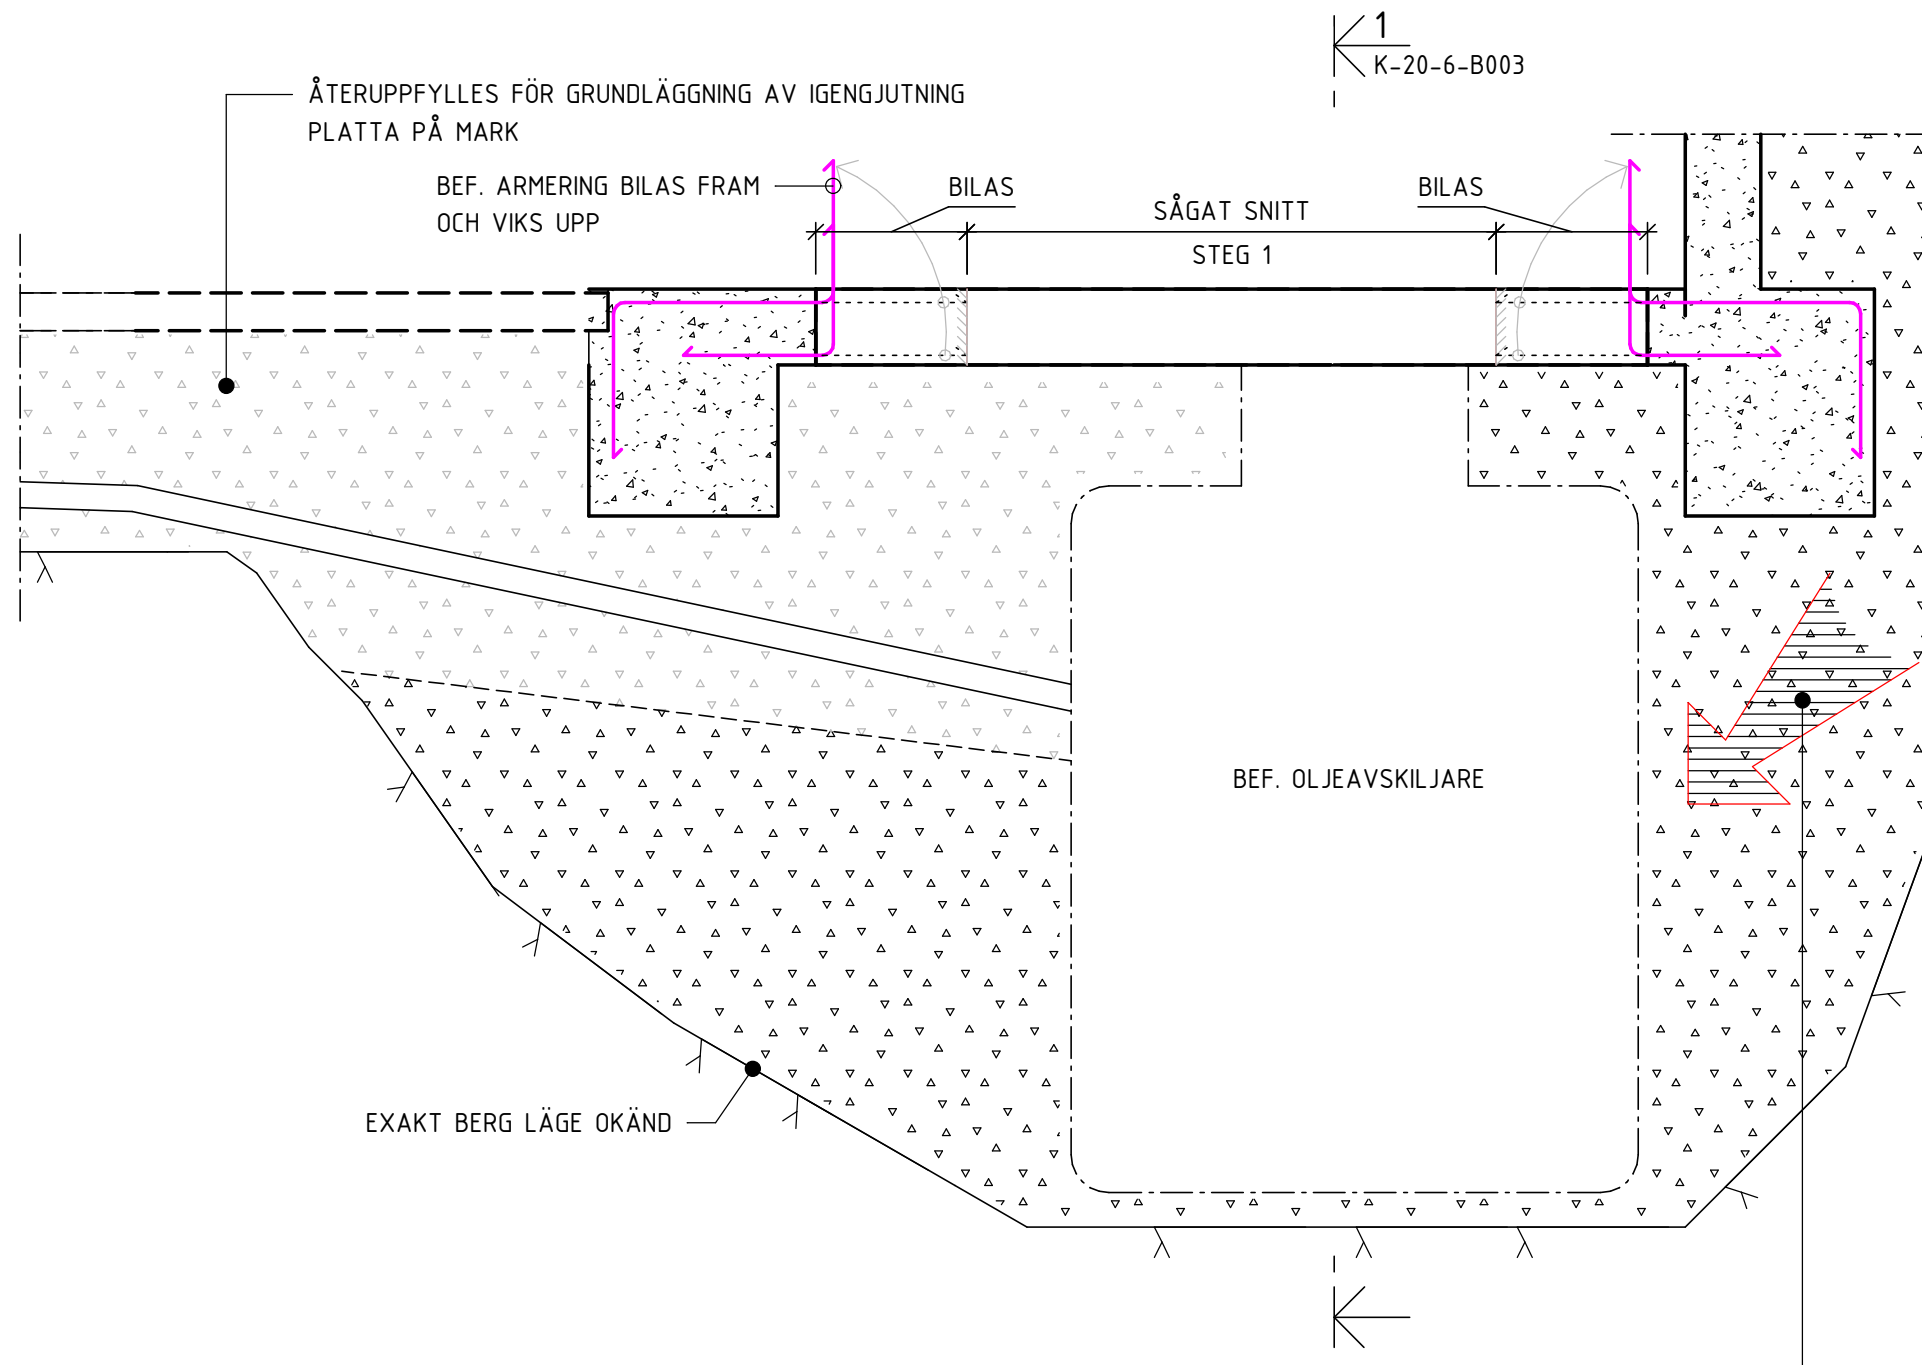 1
K-20-6-B003
ÅTERUPPFYLLES FÖR GRUNDLÄGGNING AV IGENGJUTNING
PLATTA PÅ MARK
BEF. ARMERING BILAS FRAM
OCH VIKS UPP
BILAS
SÅGAT SNITT
STEG 1
BILAS
BEF. OLJEAVSKILJARE
EXAKT BERG LÄGE OKÄND